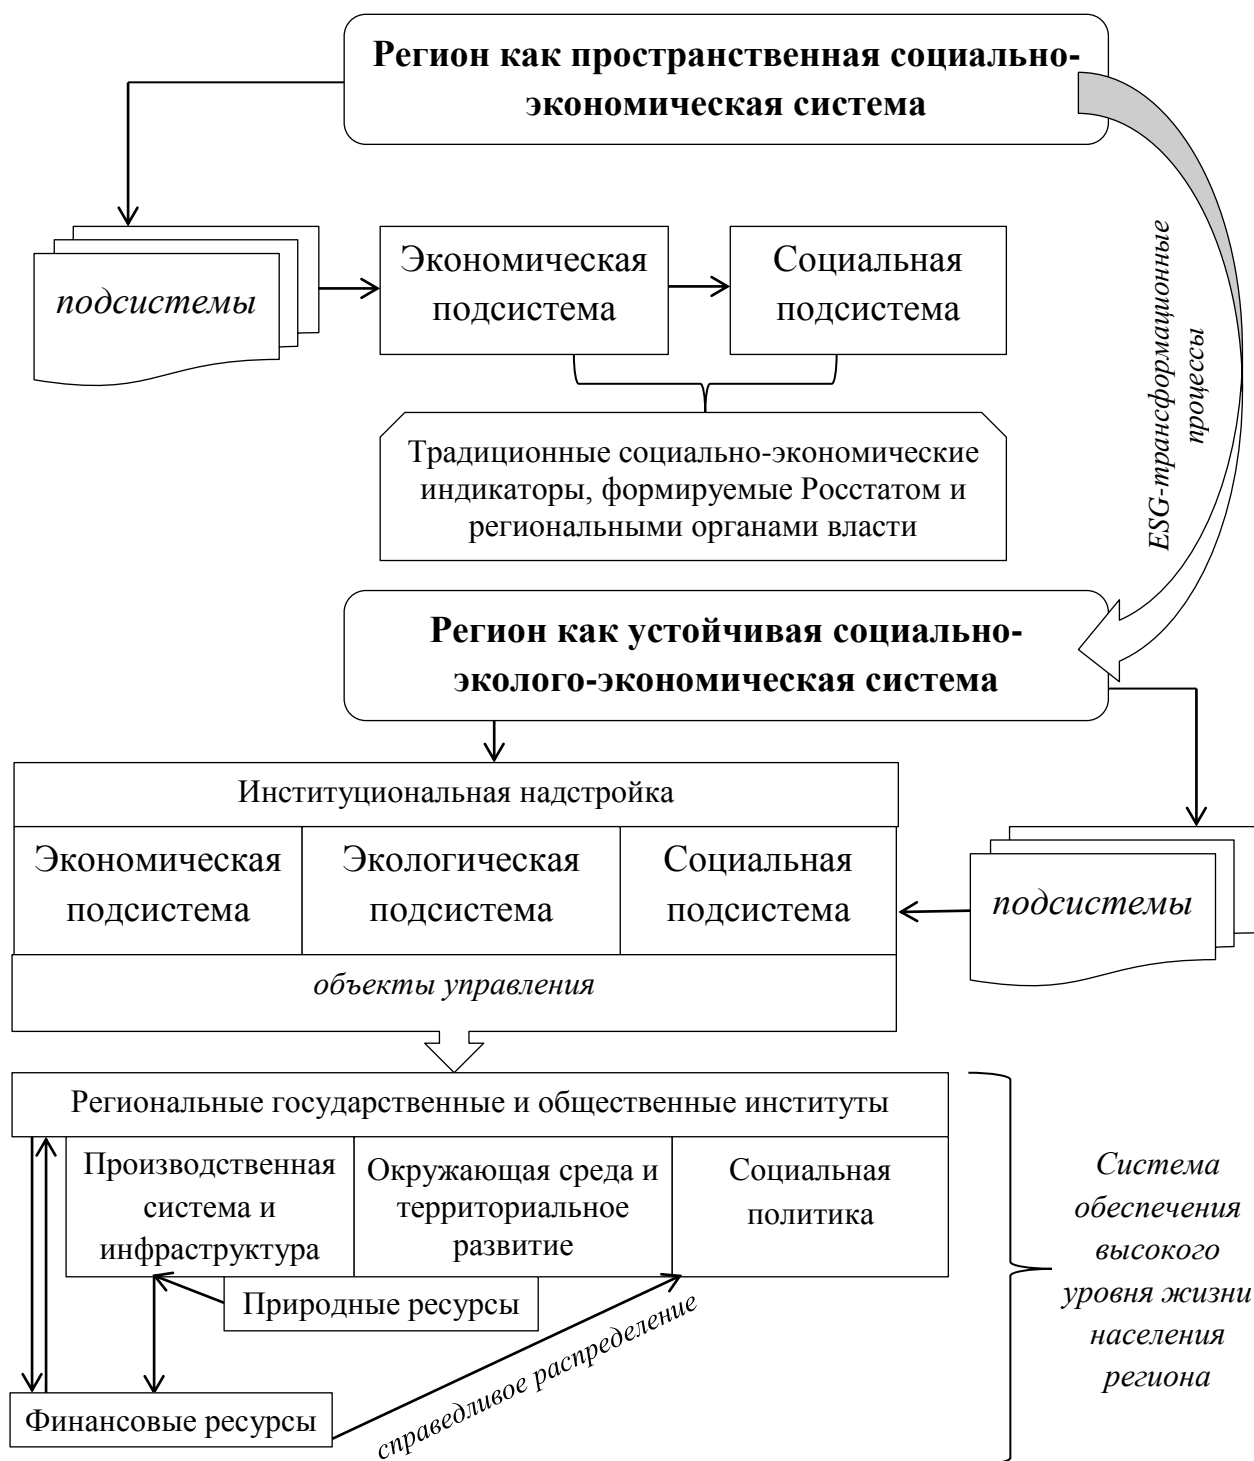 Регион как пространственная социально-
экономическая система
подсистемы
Экономическая
подсистема
Социальная
подсистема
ESG-трансформационные
процессы
Традиционные социально-экономические
индикаторы, формируемые Росстатом и
региональными органами власти
Регион как устойчивая социально-
эколого-экономическая система
Институциональная надстройка
Экономическая
подсистема
Экологическая
подсистема
Социальная
подсистема
подсистемы
объекты управления
Региональные государственные и общественные институты
Производственная
система и
инфраструктура
Окружающая среда и
территориальное
развитие
Социальная
политика
Природные ресурсы
справедливое распределение
Финансовые ресурсы
Система
обеспечения
высокого
уровня жизни
населения
региона